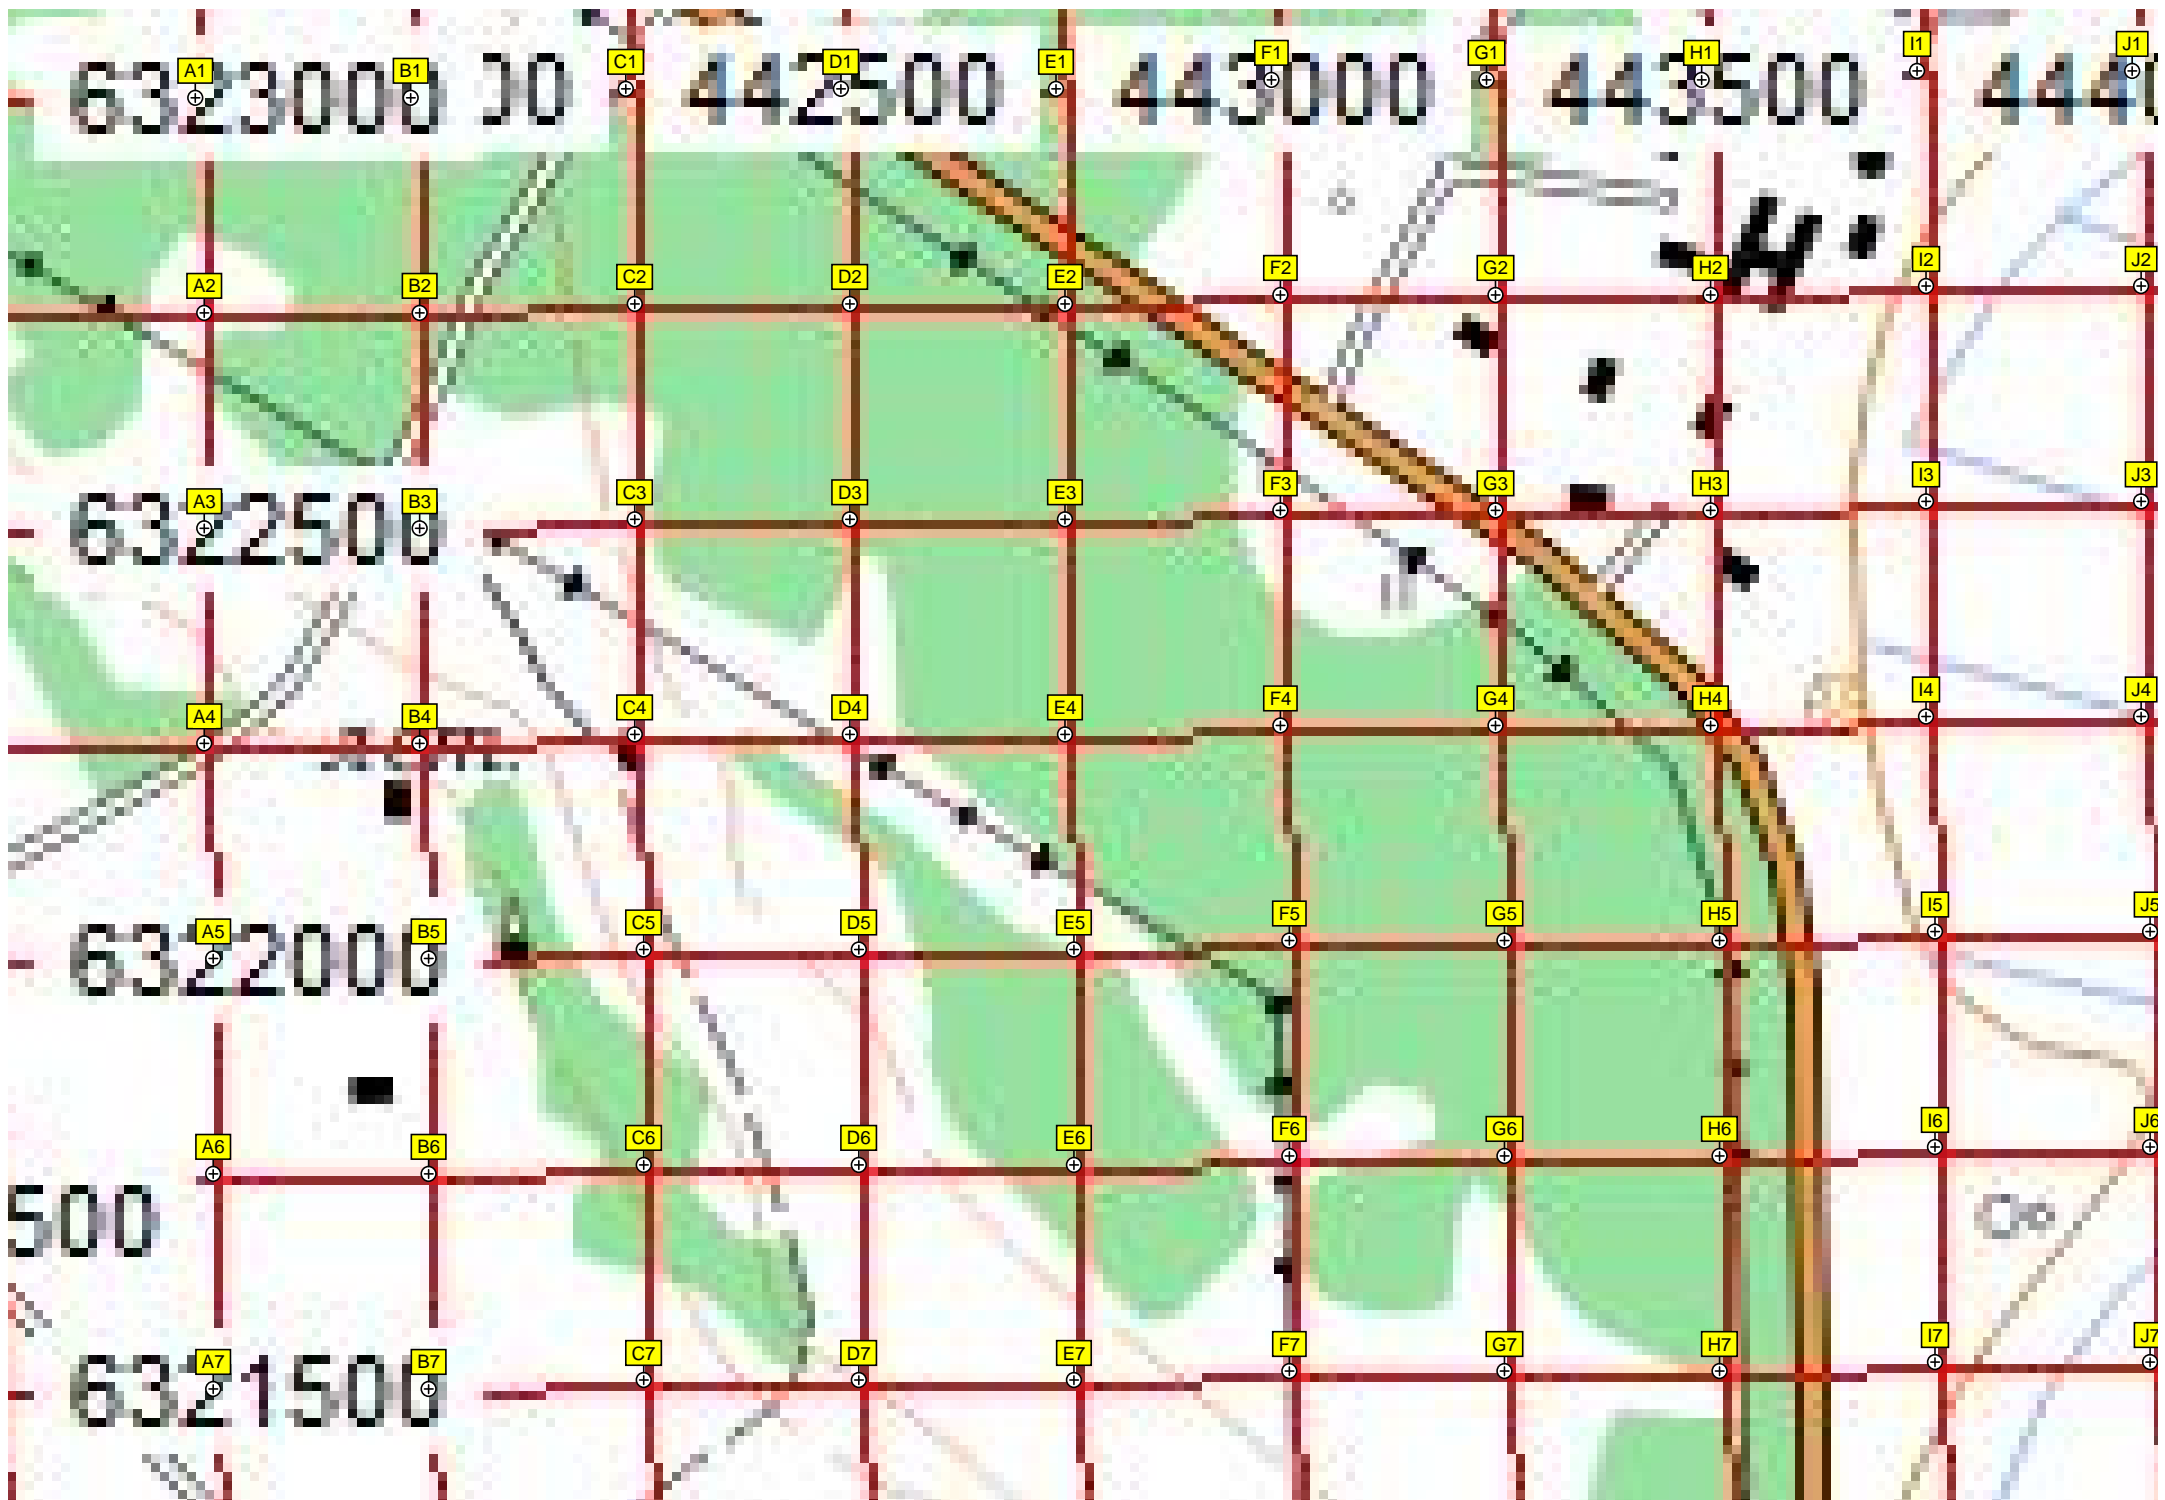 A1 B1 C1 D1 E1 F1 G1 H1 I1 J1
6323000 00 442500 443000 443500 4440
A2 B2 C2 D2 E2 F2 G2 H2 I2 J2
A3 B3 C3 D3 E3 F3 G3 H3 I3 J3
6322500
A4 B4 C4 D4 E4 F4 G4 H4 I4 J4
A5 B5 C5 D5 E5 F5 G5 H5 I5 J5
6322000
A6 B6 C6 D6 E6 F6 G6 H6 I6 J6
500
A7 B7 C7 D7 E7 F7 G7 H7 I7 J7
6321500